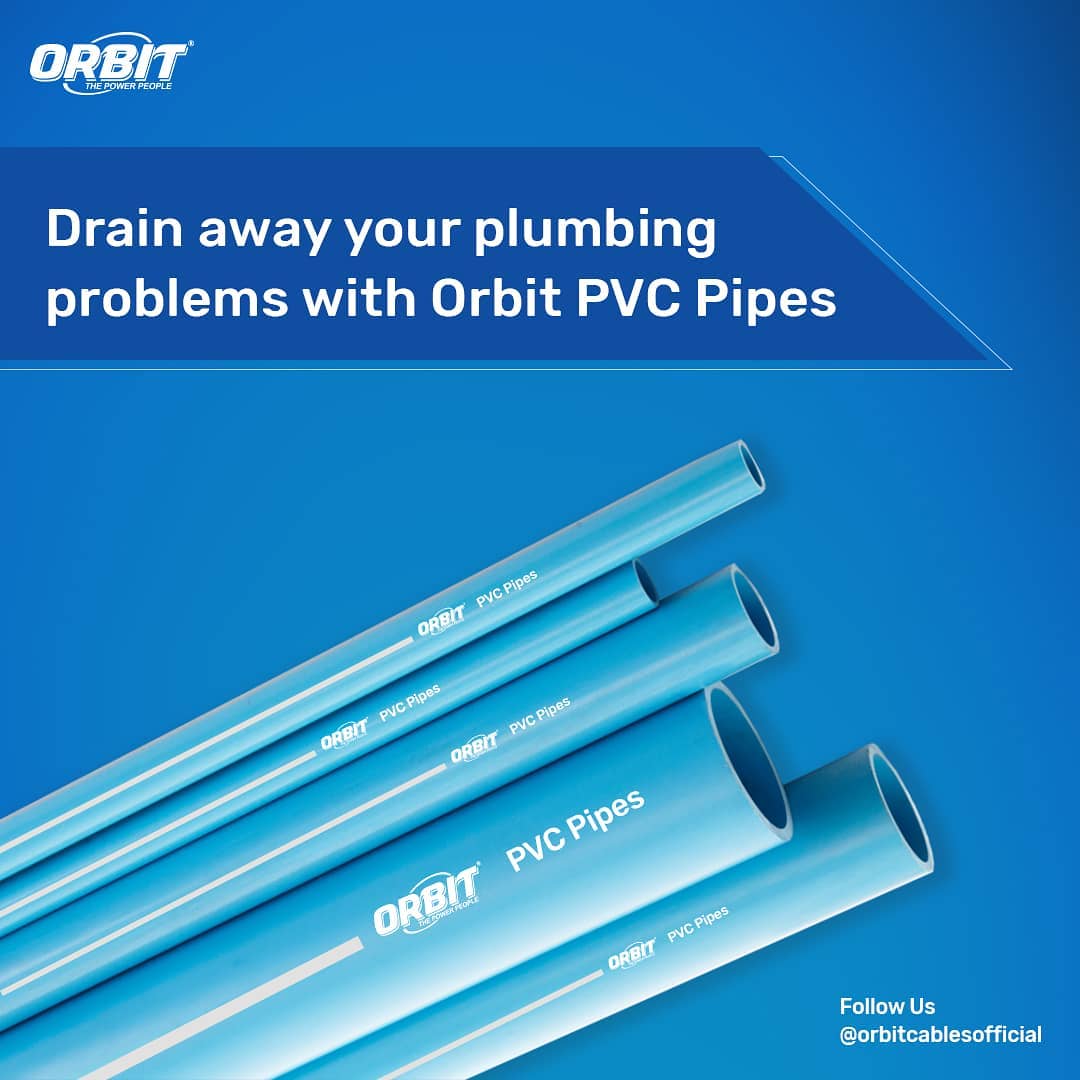 ORBIT®
THE POWER PEOPLE
Drain away your plumbing
problems with Orbit PVC Pipes
ORBIT PVC Pipes
ORBIT PVC Pipes
ORBIT PVC Pipes
ORBIT® PVC Pipes
THE POWER PEOPLE
ORBIT PVC Pipes
Follow Us
@orbitcablesofficial